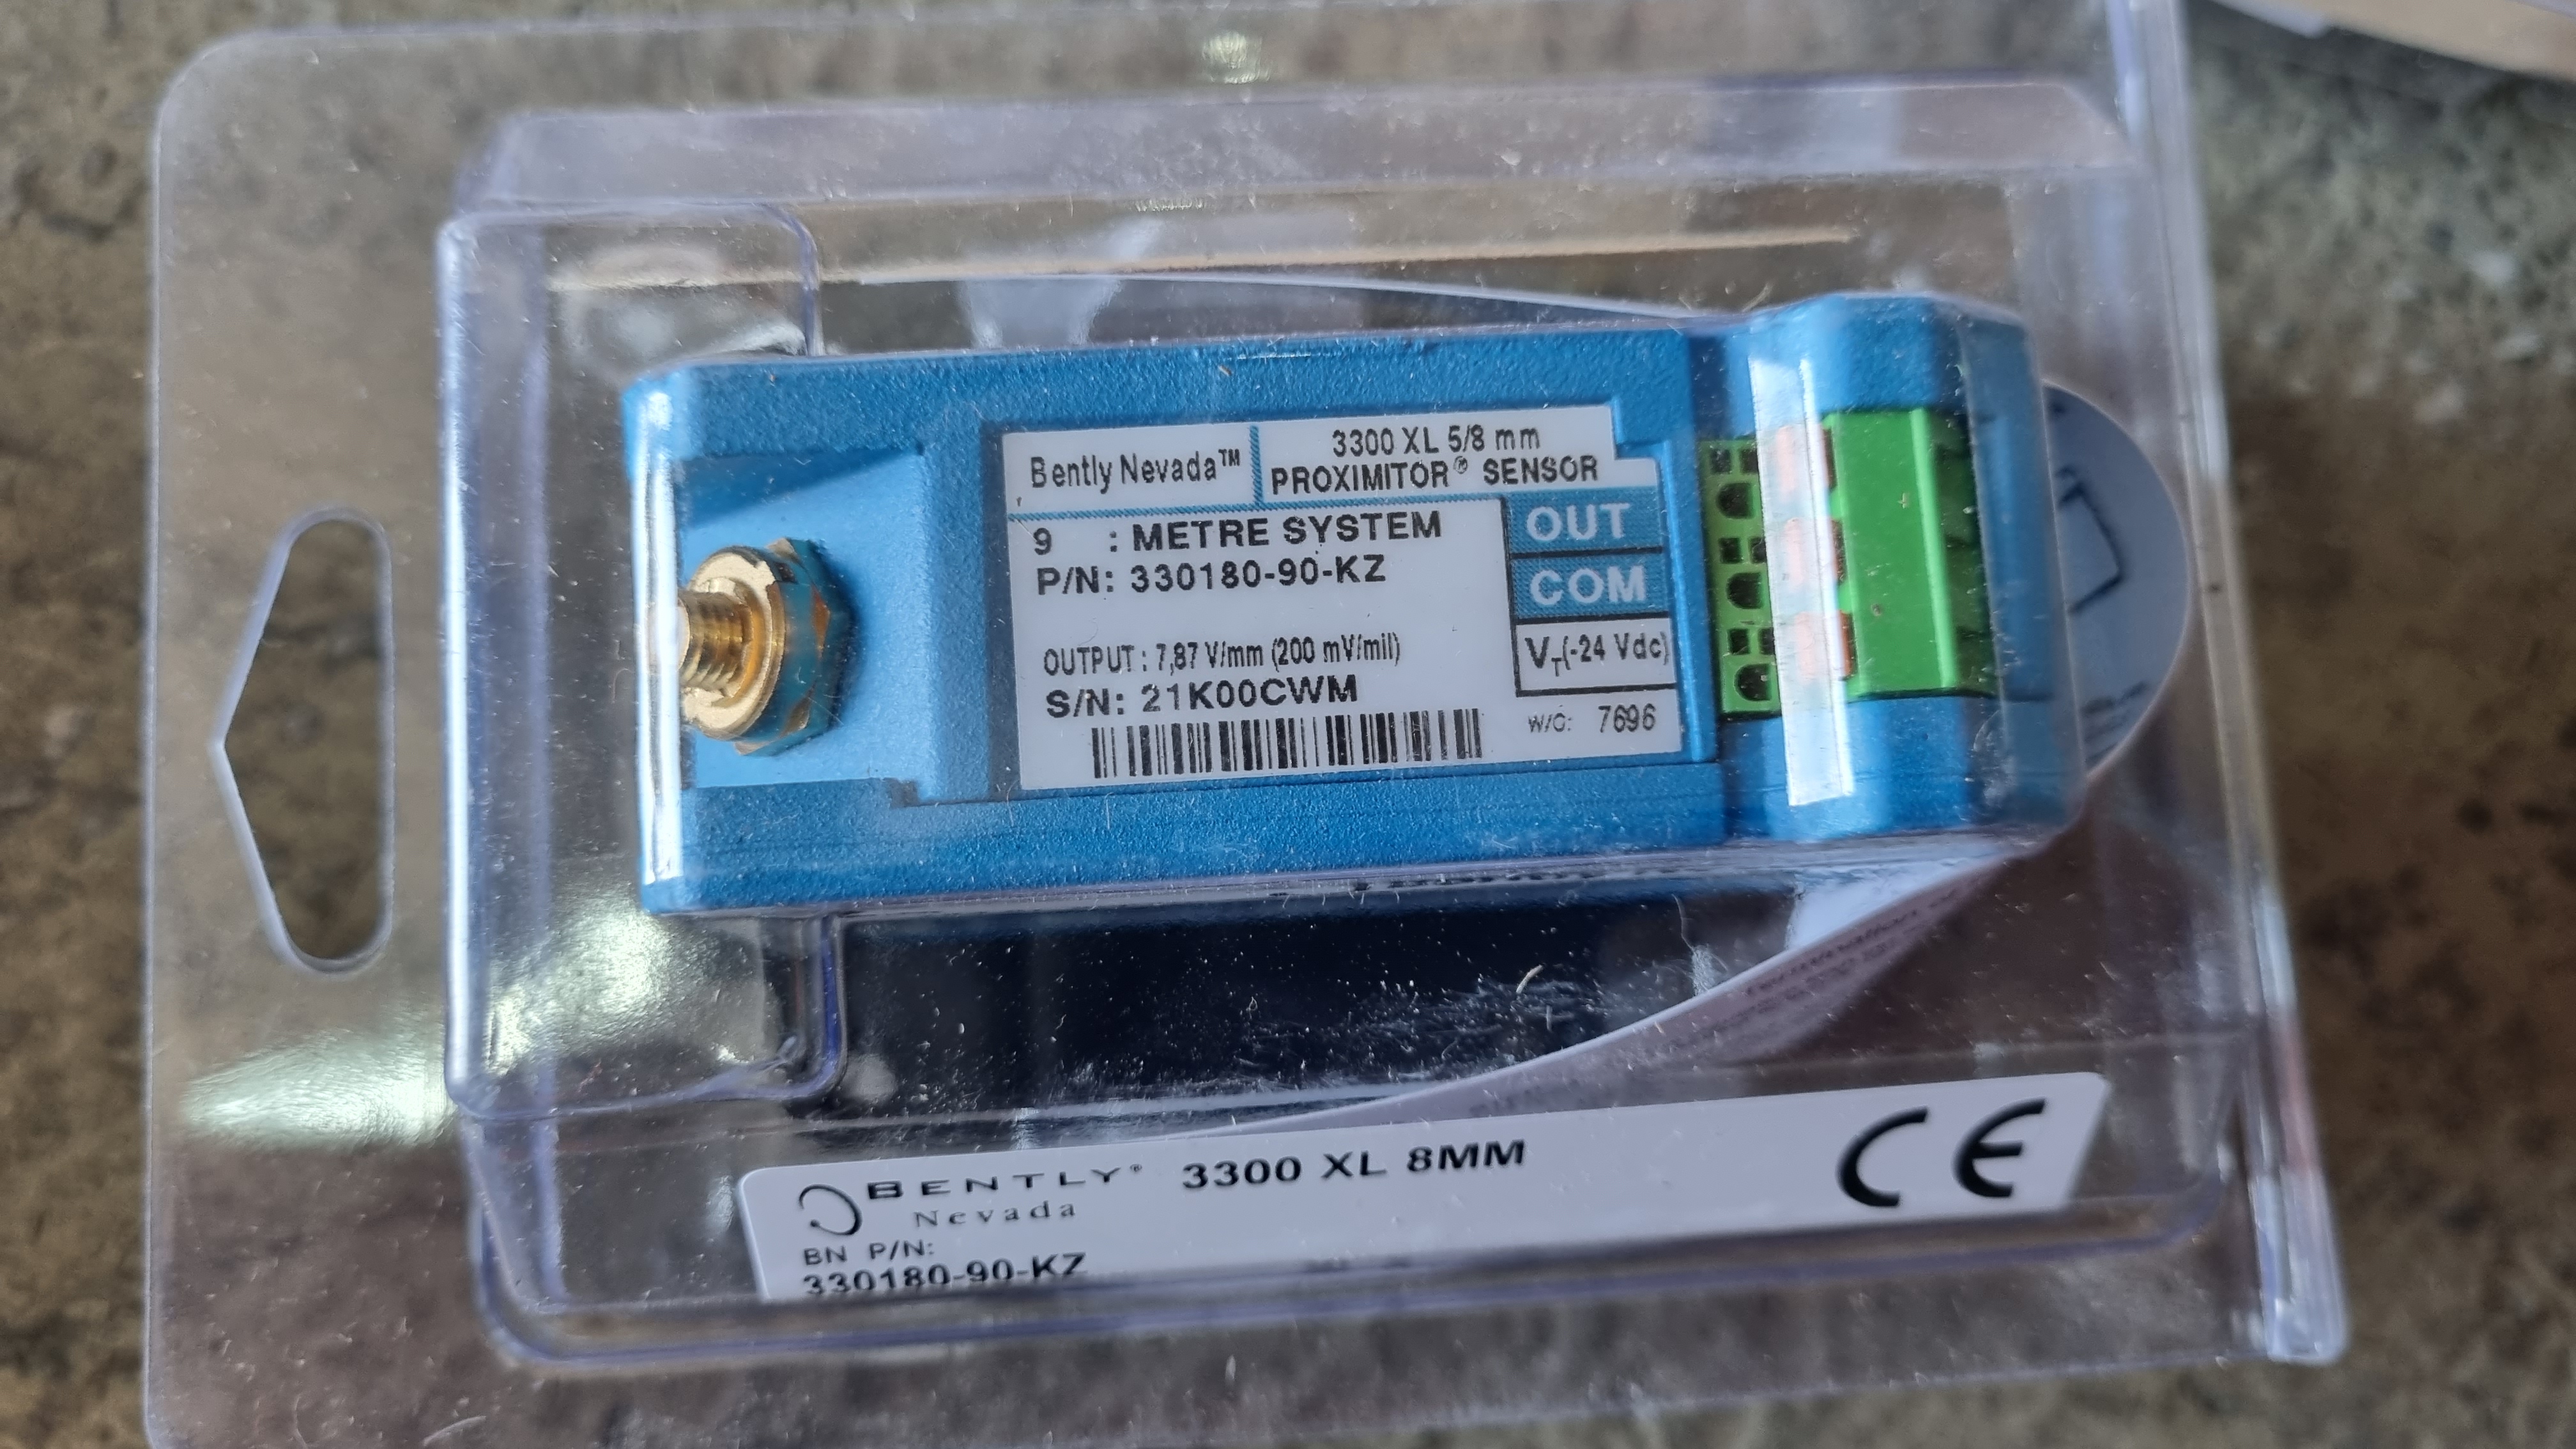 BENTLY® 3300 XL 8MM
Nevada
BN P/N:
330180-90-KZ
CE
Bently Nevada™
3300 XL 5/8 mm
PROXIMITOR® SENSOR
9 : METRE SYSTEM
P/N: 330180-90-KZ
OUTPUT : 7,87 V/mm (200 mV/mil)
S/N: 21K00CWM
OUT
COM
VT(-24 Vdc)
W/O: 7696